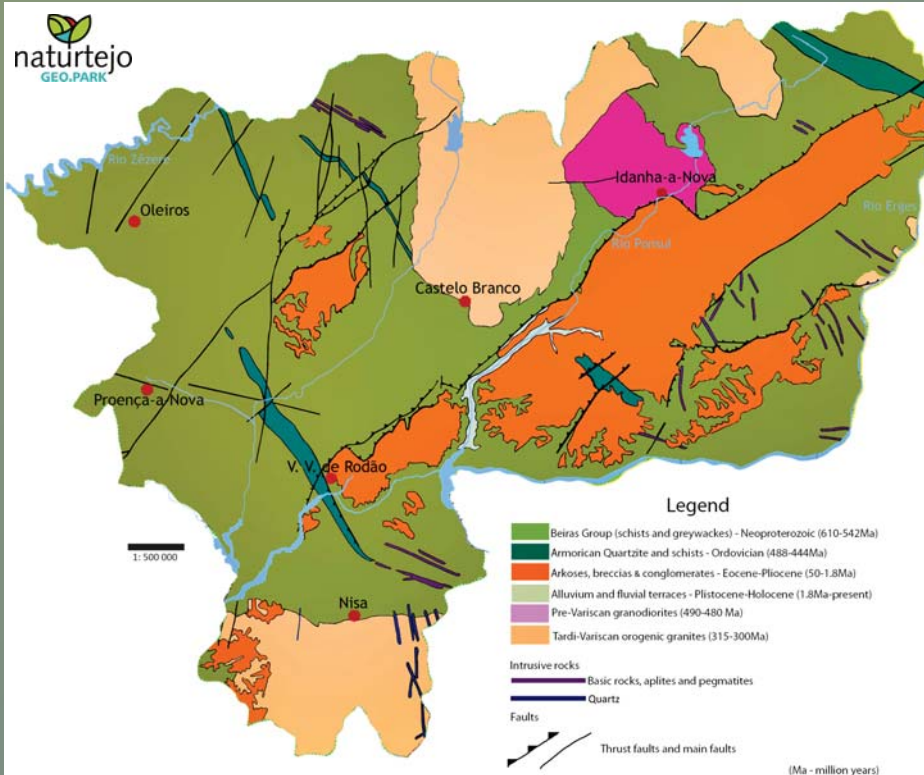 naturtejo
GEO.PARK
Rio Zêzere
Oleiros
Idanha-a-Nova
Rio Erjes
Rio Ponsul
Castelo Branco
Proença-a-Nova
V. V. de Rodão
Nisa
1: 500 000
Legend
Beiras Group (schists and greywackes) - Neoproterozoic (610-542Ma)
Armorican Quartzite and schists - Ordovician (488-444Ma)
Arkoses, breccias & conglomerates - Eocene-Pliocene (50-1.8Ma)
Alluvium and fluvial terraces - Plistocene-Holocene (1.8Ma-present)
Pre-Variscan granodiorites (490-480 Ma)
Tardi-Variscan orogenic granites (315-300Ma)
Intrusive rocks
Basic rocks, aplites and pegmatites
Quartz
Faults
Thrust faults and main faults
(Ma - million years)